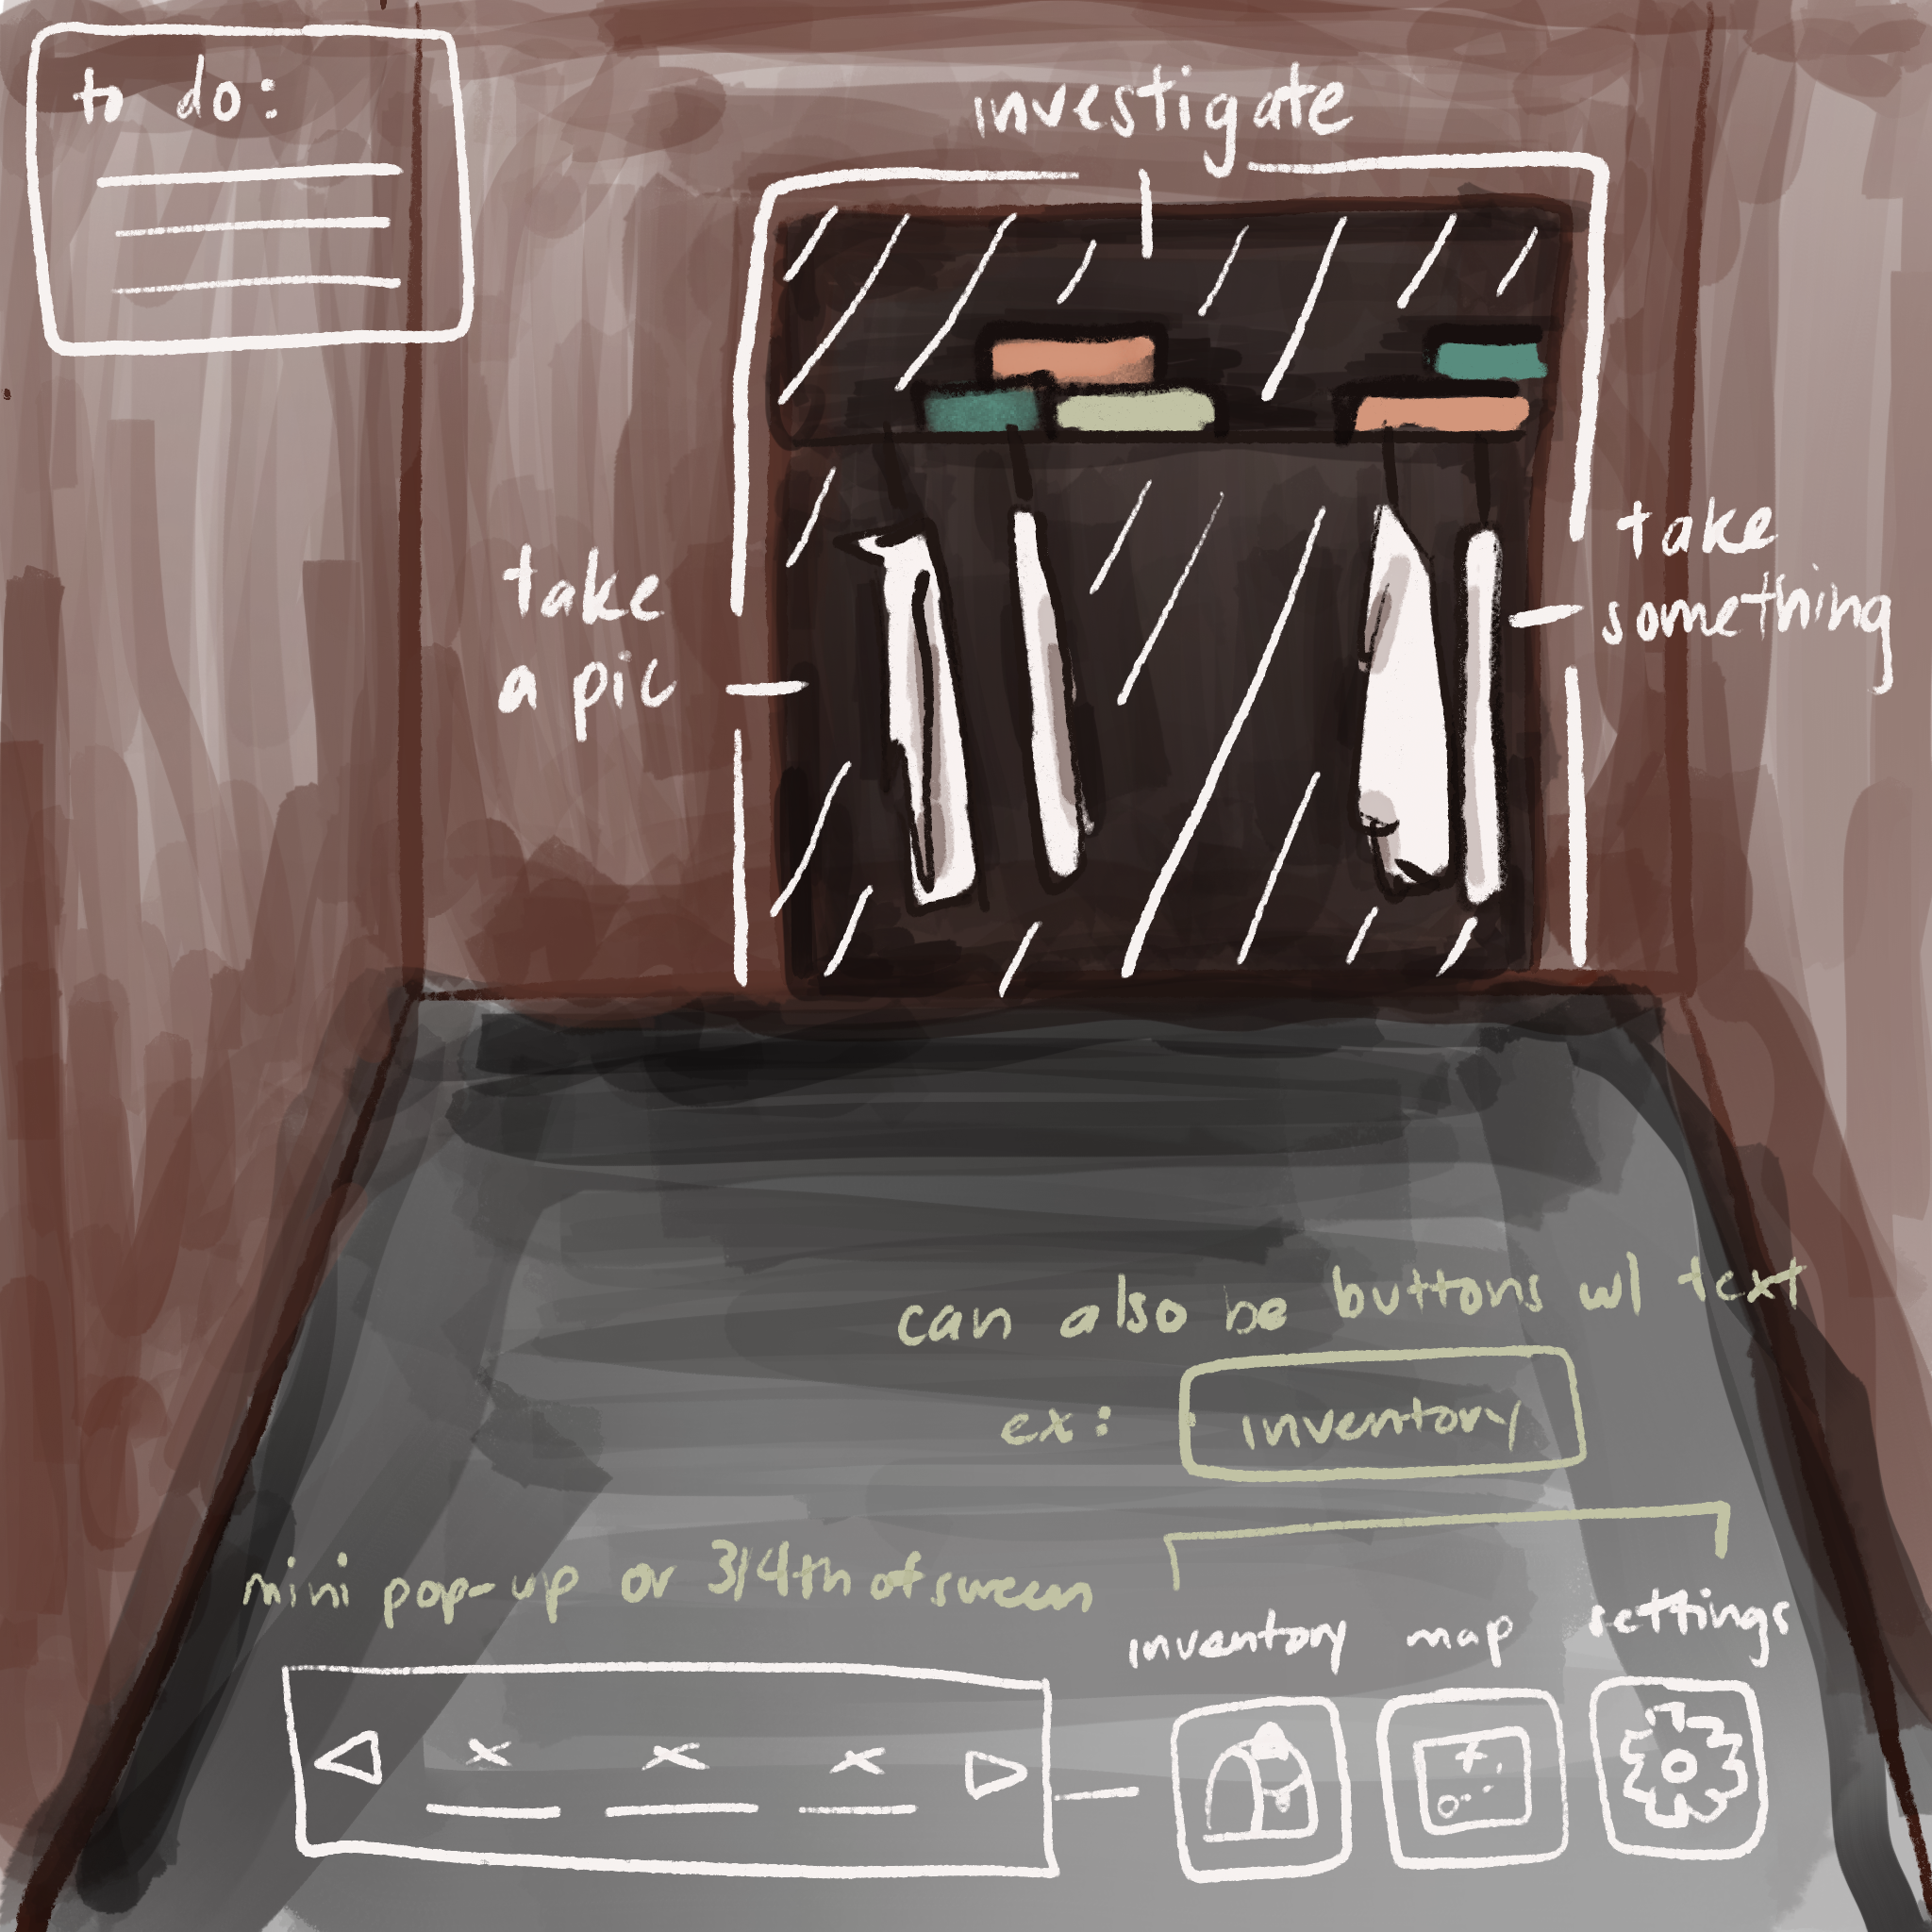 to do:
investigate
take
a pic
take
something
can also be buttons w/ text
ex: inventory
mini pop-up or 3/4th of screen
inventory map settings